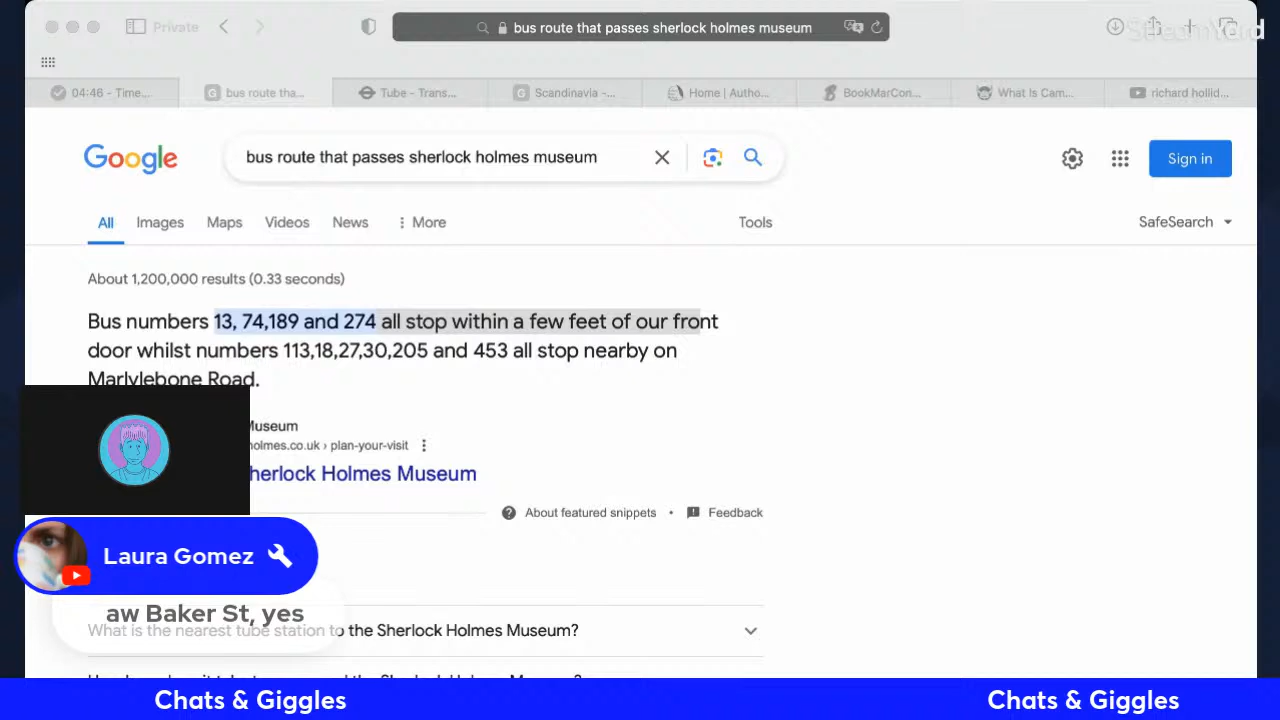 Private
bus route that passes sherlock holmes museum
StreamYard
04:46 - Time...
bus route tha...
Tube - Trans...
Scandinavia -...
Home | Autho...
BookMarCon...
What Is Cam...
richard hollid...
Google
bus route that passes sherlock holmes museum
Sign in
All
Images
Maps
Videos
News
More
Tools
SafeSearch
About 1,200,000 results (0.33 seconds)
Bus numbers 13, 74,189 and 274 all stop within a few feet of our front
door whilst numbers 113,18,27,30,205 and 453 all stop nearby on
Marlylebone Road.
Museum
holmes.co.uk › plan-your-visit
herlock Holmes Museum
About featured snippets
Feedback
Laura Gomez
aw Baker St, yes
What is the nearest tube station to the Sherlock Holmes Museum?
Chats & Giggles
Chats & Giggles